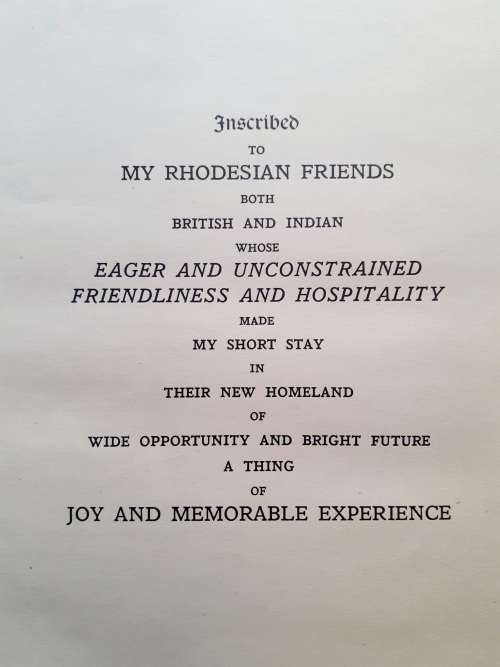 Inscribed
TO
MY RHODESIAN FRIENDS
BOTH
BRITISH AND INDIAN
WHOSE
EAGER AND UNCONSTRAINED
FRIENDLINESS AND HOSPITALITY
MADE
MY SHORT STAY
IN
THEIR NEW HOMELAND
OF
WIDE OPPORTUNITY AND BRIGHT FUTURE
A THING
OF
JOY AND MEMORABLE EXPERIENCE